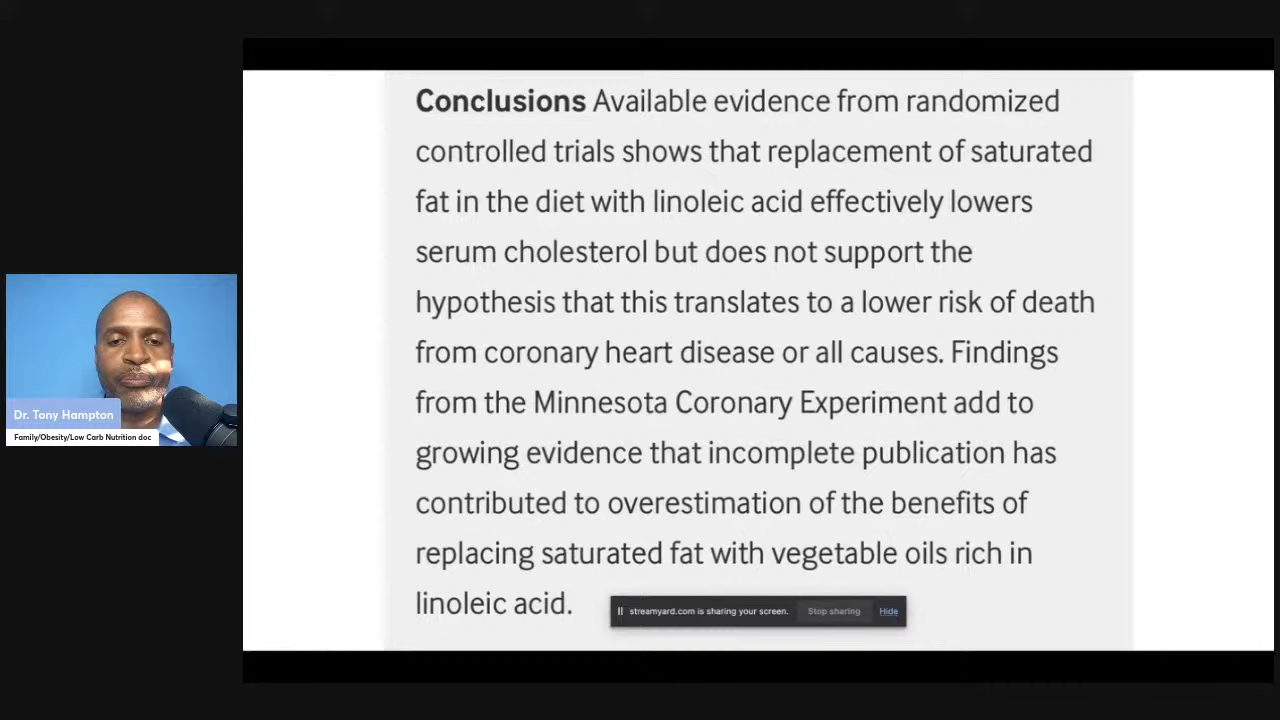 Conclusions Available evidence from randomized
controlled trials shows that replacement of saturated
fat in the diet with linoleic acid effectively lowers
serum cholesterol but does not support the
hypothesis that this translates to a lower risk of death
from coronary heart disease or all causes. Findings
from the Minnesota Coronary Experiment add to
growing evidence that incomplete publication has
contributed to overestimation of the benefits of
replacing saturated fat with vegetable oils rich in
linoleic acid.
streamyard.com is sharing your screen. Stop sharing Hide
Dr. Tony Hampton
Family/Obesity/Low Carb Nutrition doc